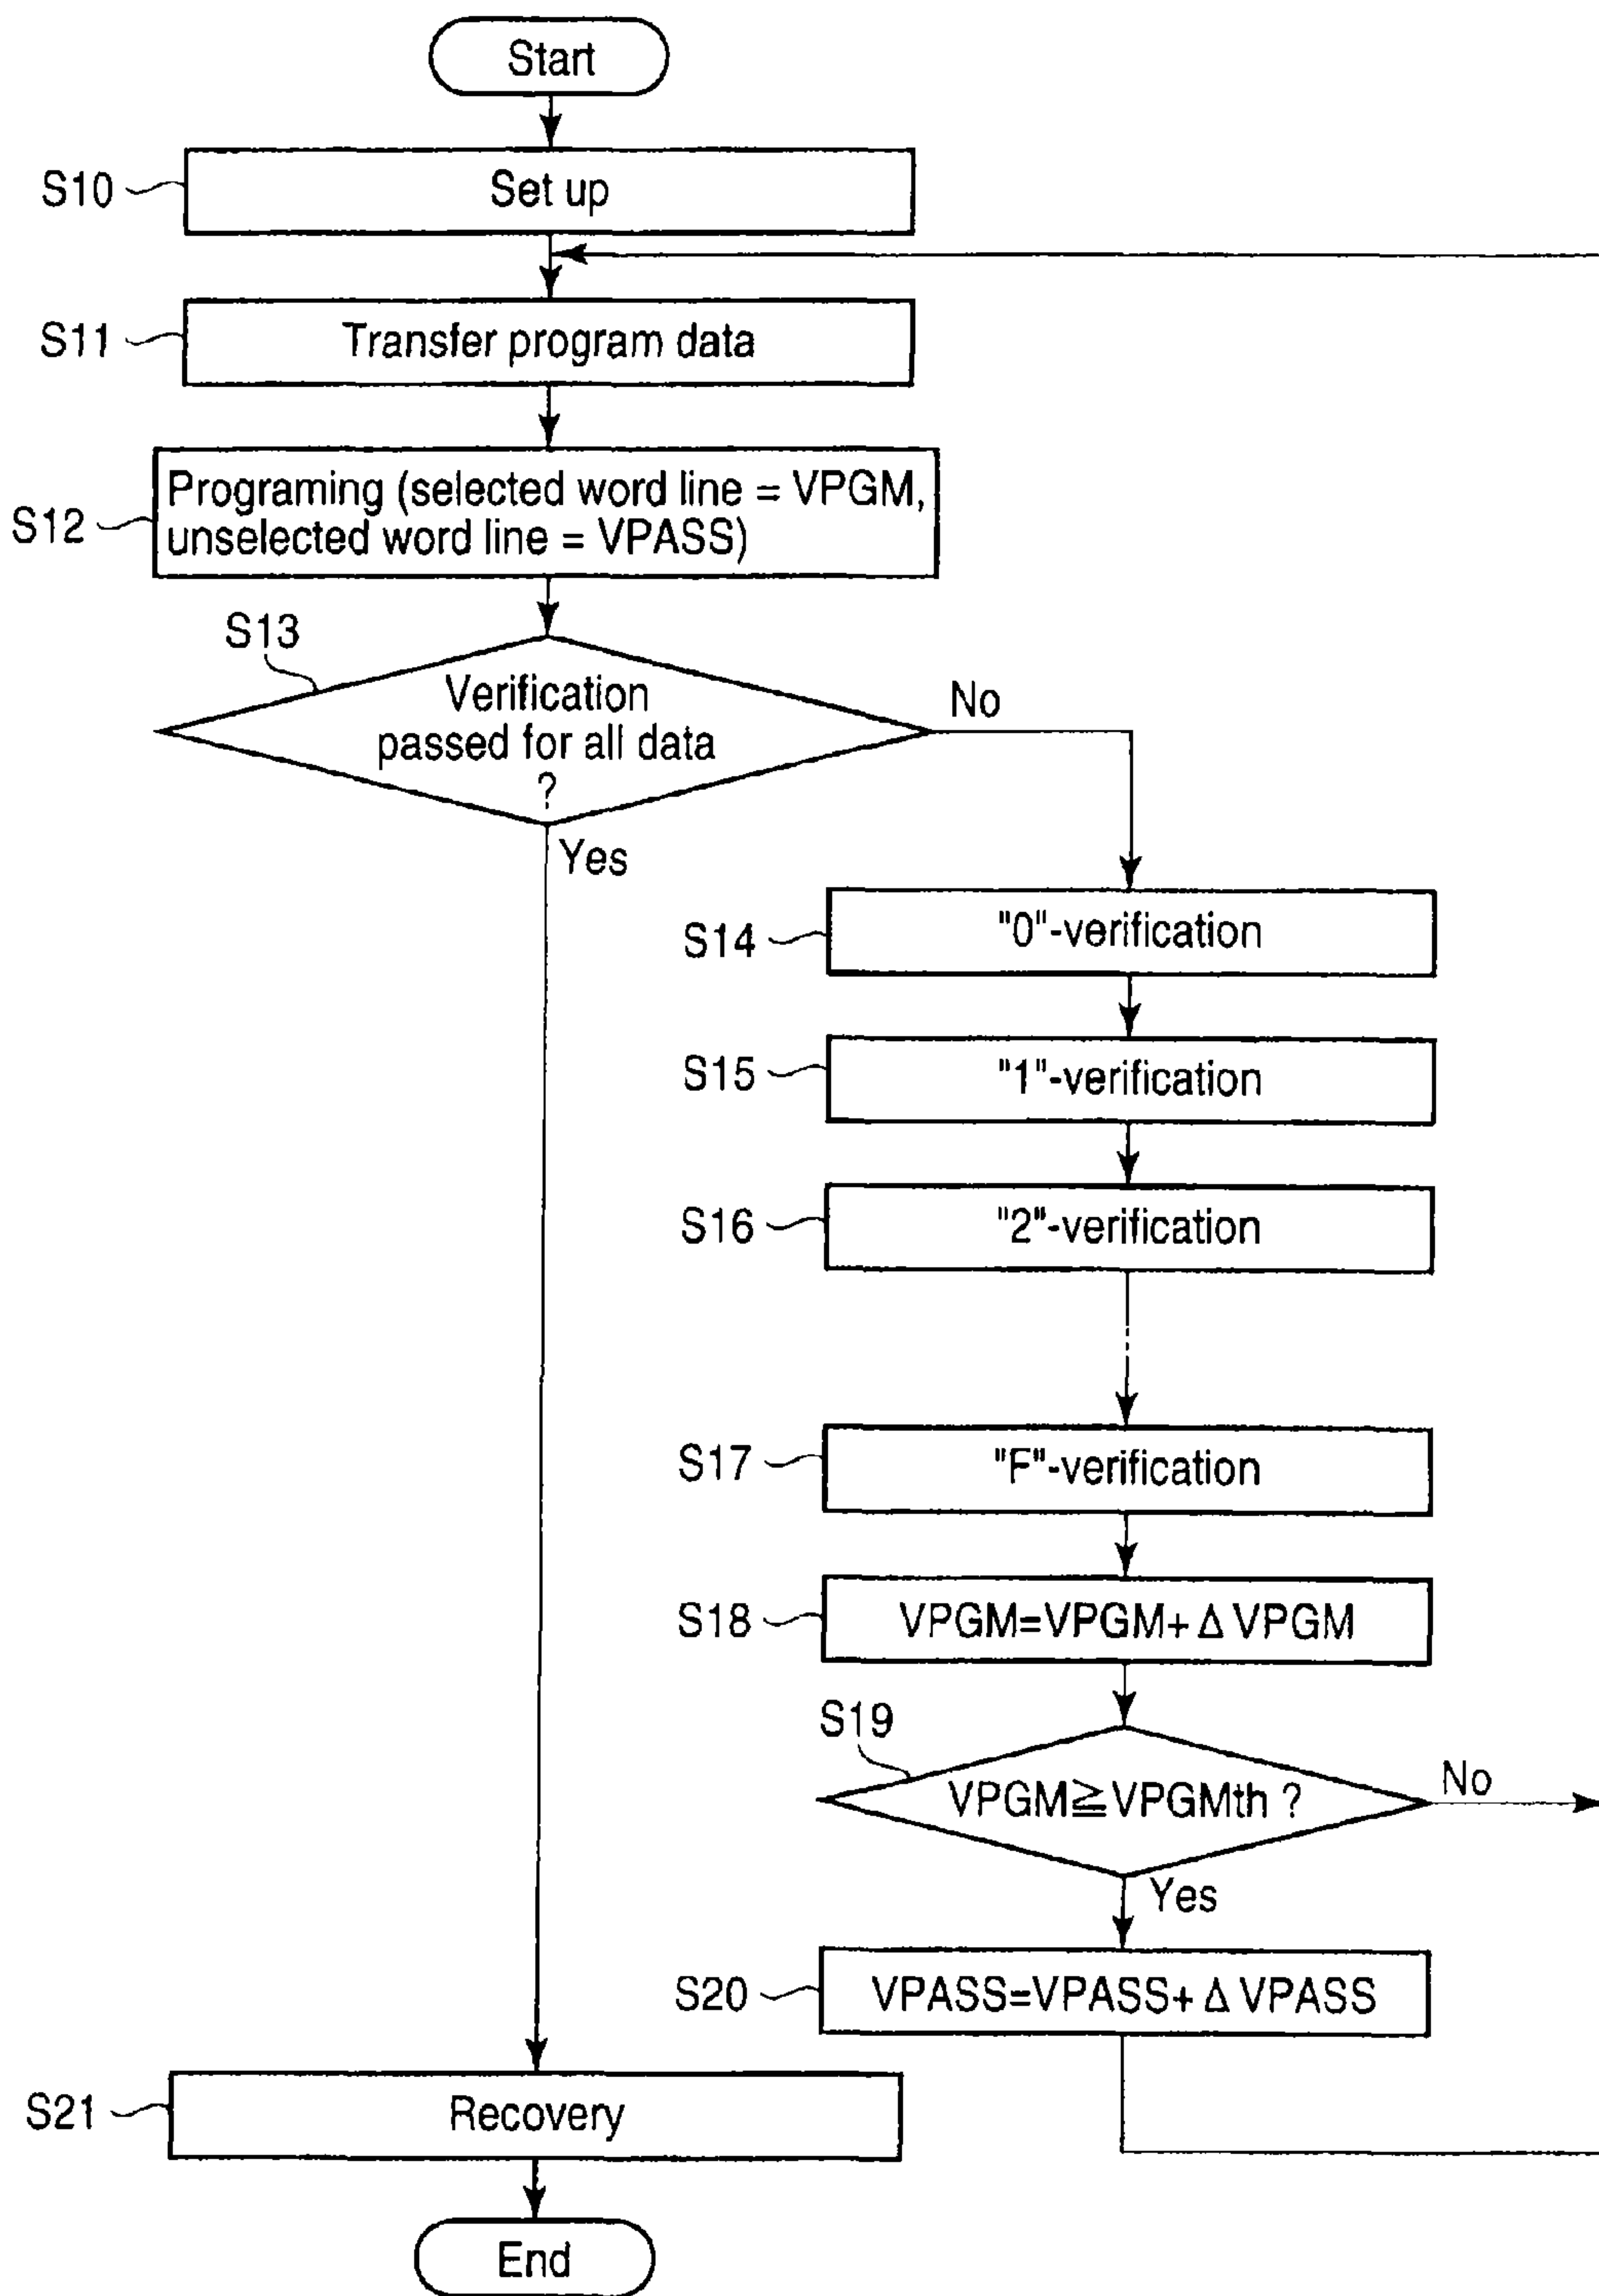 Start
S10
Set up
S11
Transfer program data
S12
Programing (selected word line = VPGM,
unselected word line = VPASS)
S13
Verification
passed for all data
?
No
Yes
S14
"0"-verification
S15
"1"-verification
S16
"2"-verification
S17
"F"-verification
S18
VPGM=VPGM+ Δ VPGM
S19
VPGM≧VPGMth ?
No
Yes
S20
VPASS=VPASS+ Δ VPASS
S21
Recovery
End